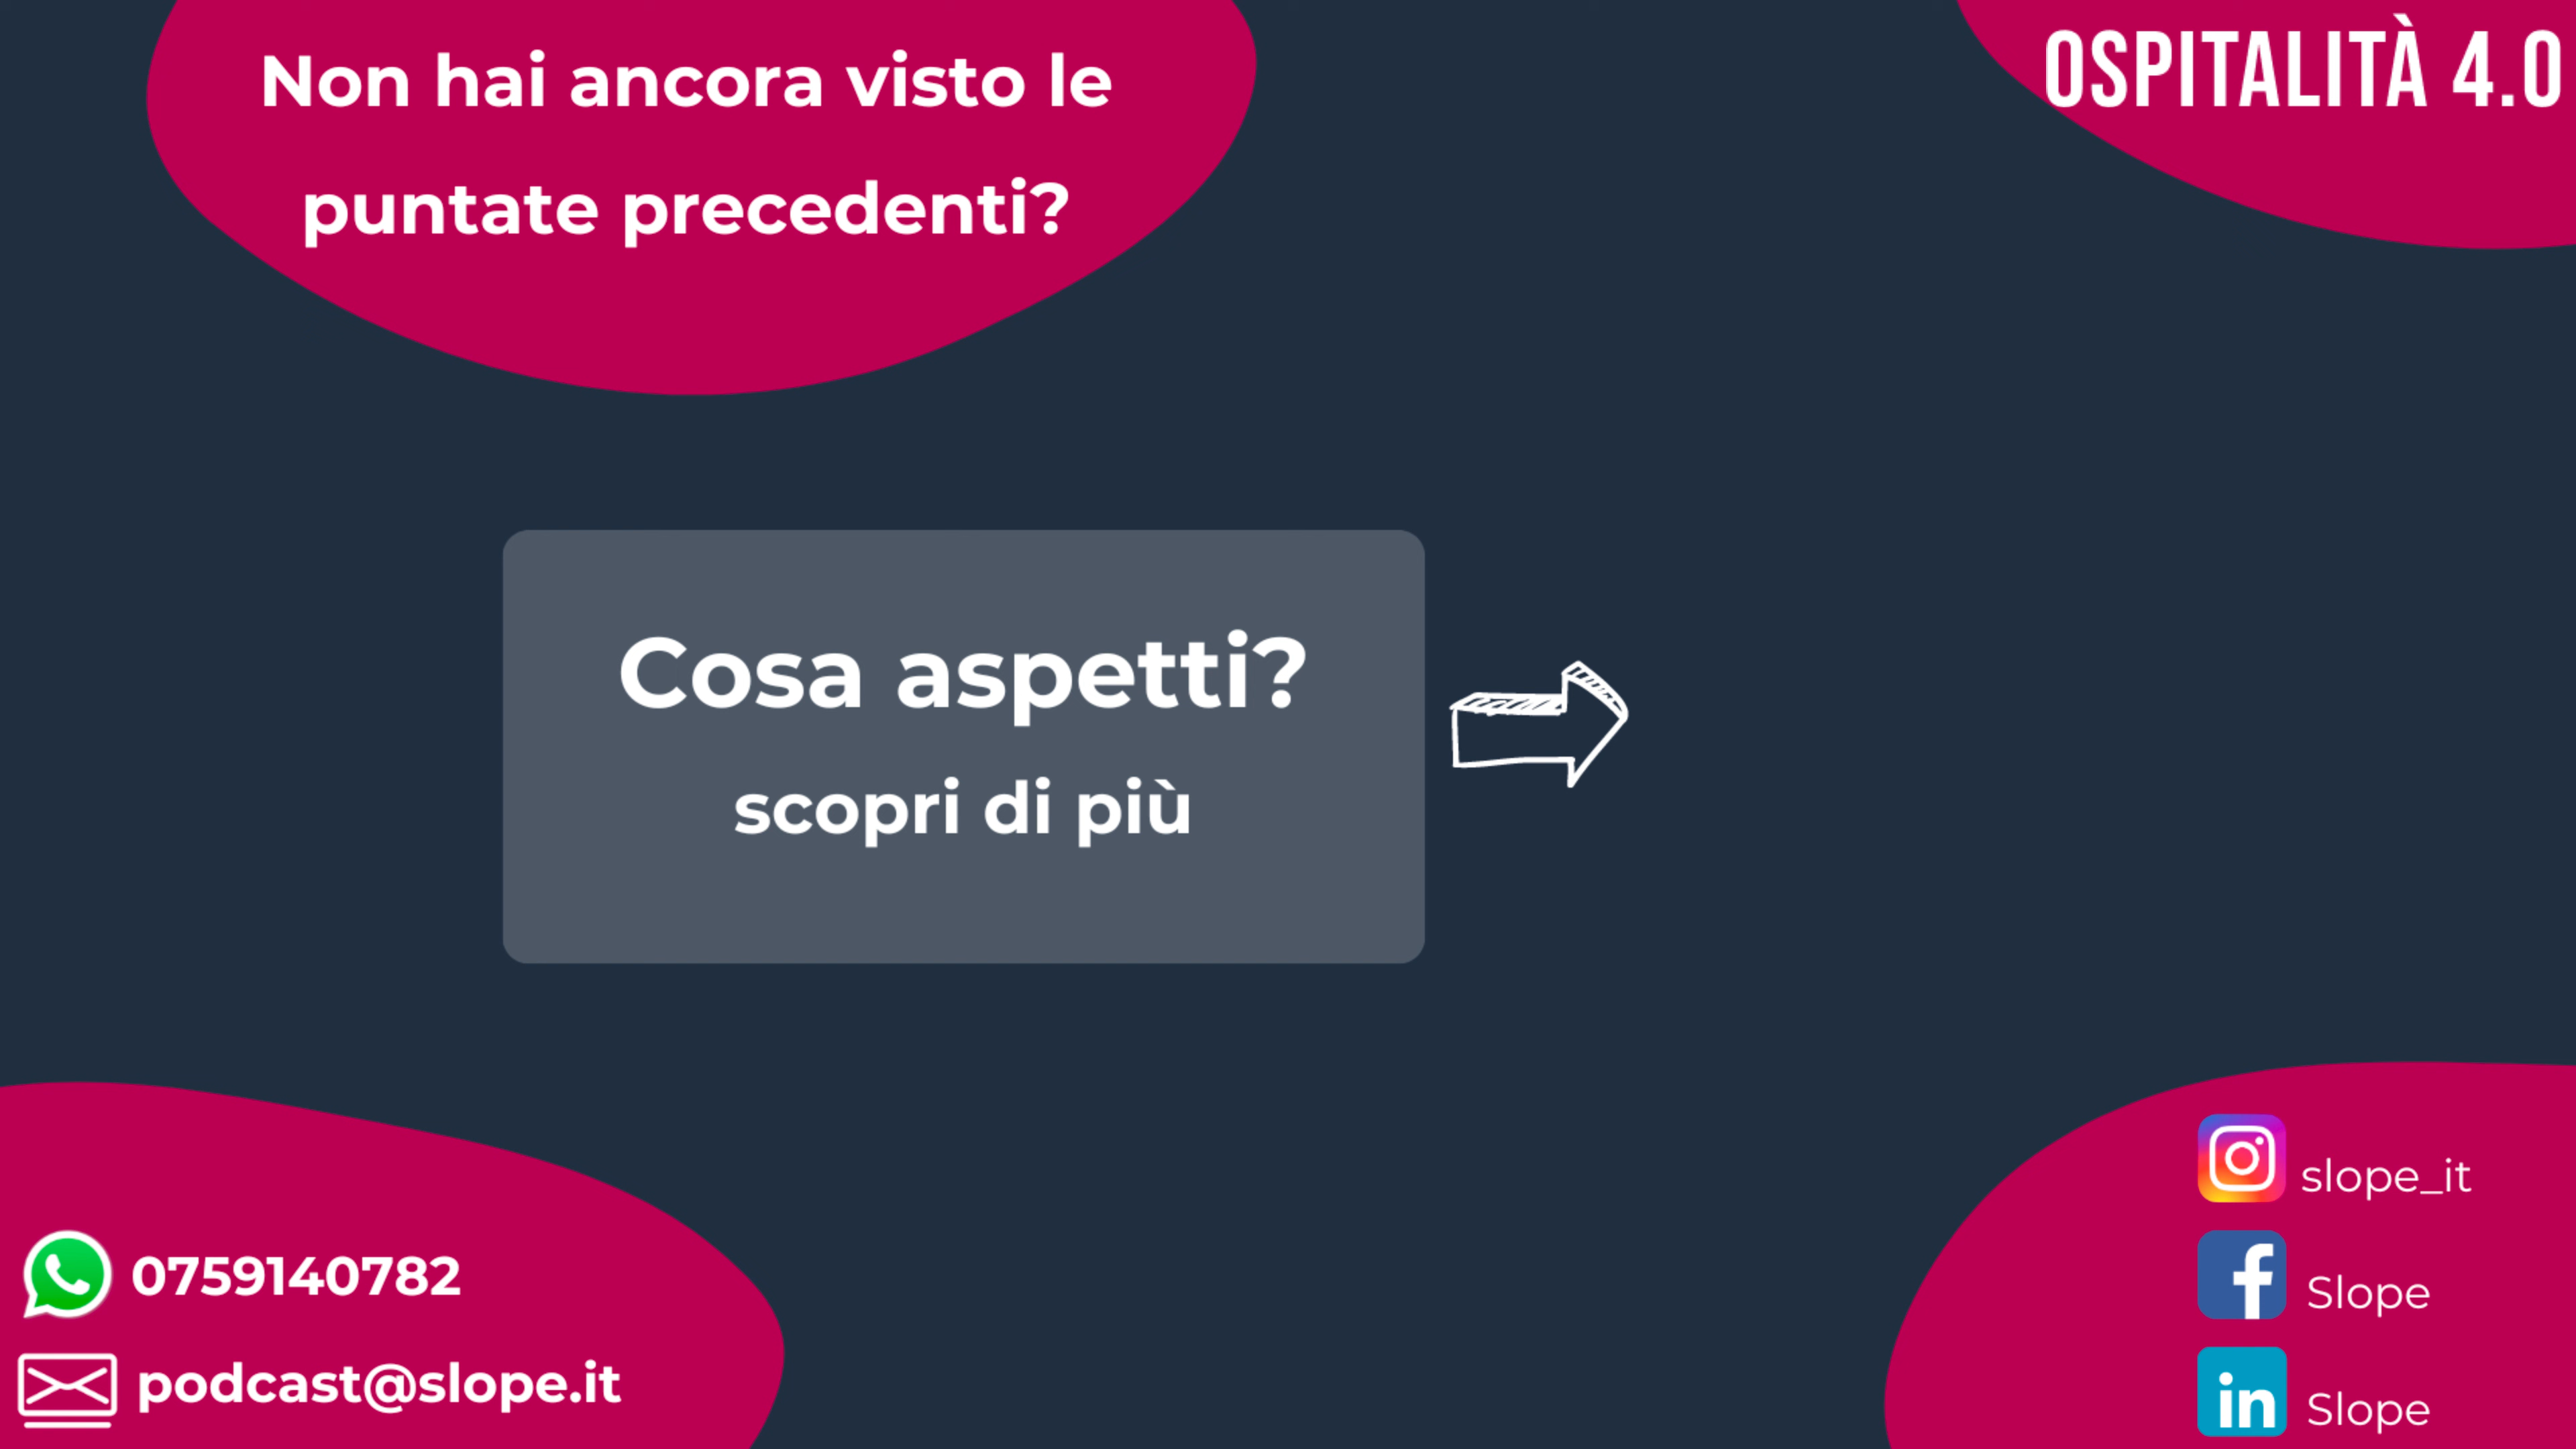 Non hai ancora visto le
puntate precedenti?
OSPITALITÀ 4.0
Cosa aspetti?
scopri di più
0759140782
podcast@slope.it
slope_it
Slope
Slope